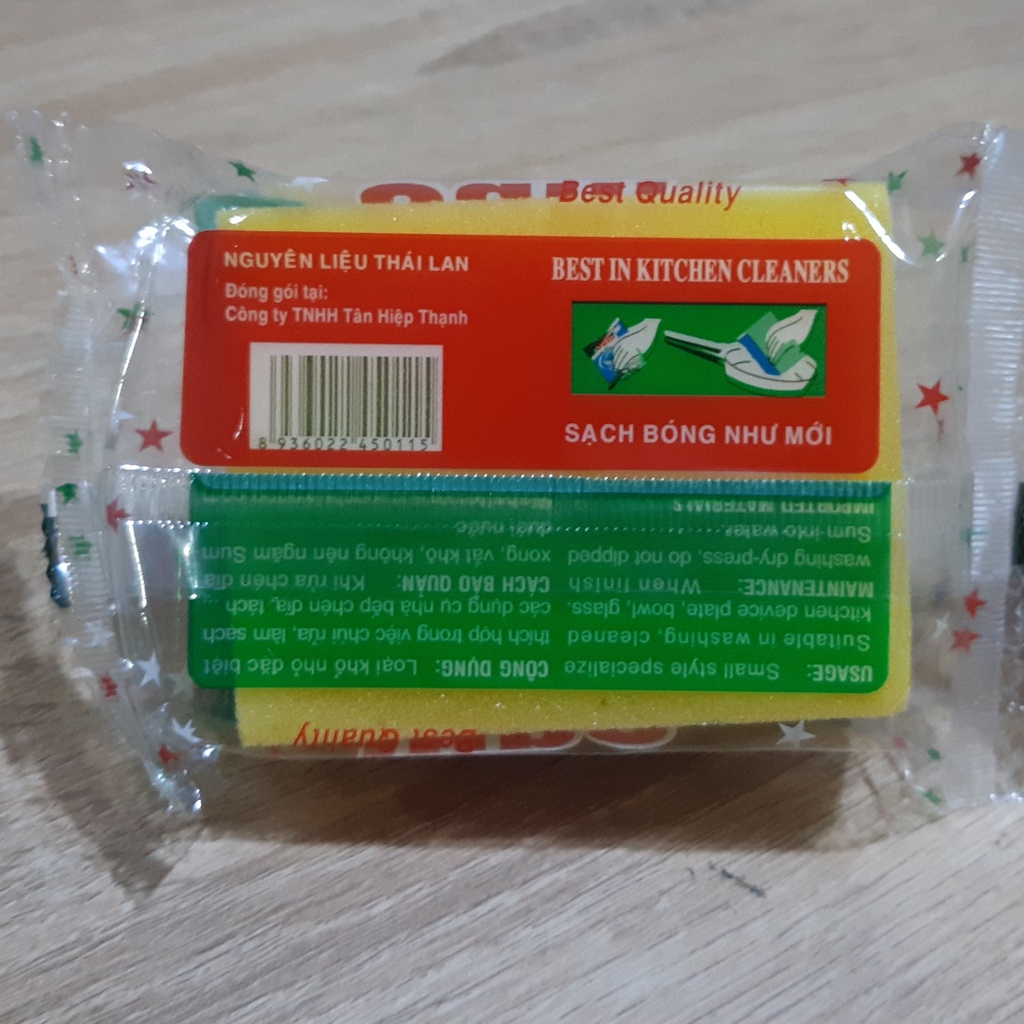 Best Quality
NGUYÊN LIỆU THÁI LAN
Đóng gói tại:
Công ty TNHH Tân Hiệp Thạnh
8 936022 450115
BEST IN KITCHEN CLEANERS
SẠCH BÓNG NHƯ MỚI
USAGE: Small style specialize
Suitable in washing, cleaned
kitchen device plate, bowl, glass.
MAINTENANCE: When finish
washing dry-press, do not dipped
Sum into water.
IMPORTED MATERIALS
CÔNG DỤNG: Loại khổ nhỏ đặc biệt
thích hợp trong việc chùi rửa, làm sạch
các dụng cụ nhà bếp chén dĩa, tách ...
CÁCH BẢO QUẢN: Khi rửa chén dĩa
xong, vắt khô, không nên ngâm Sum
dưới nước
Best Quality